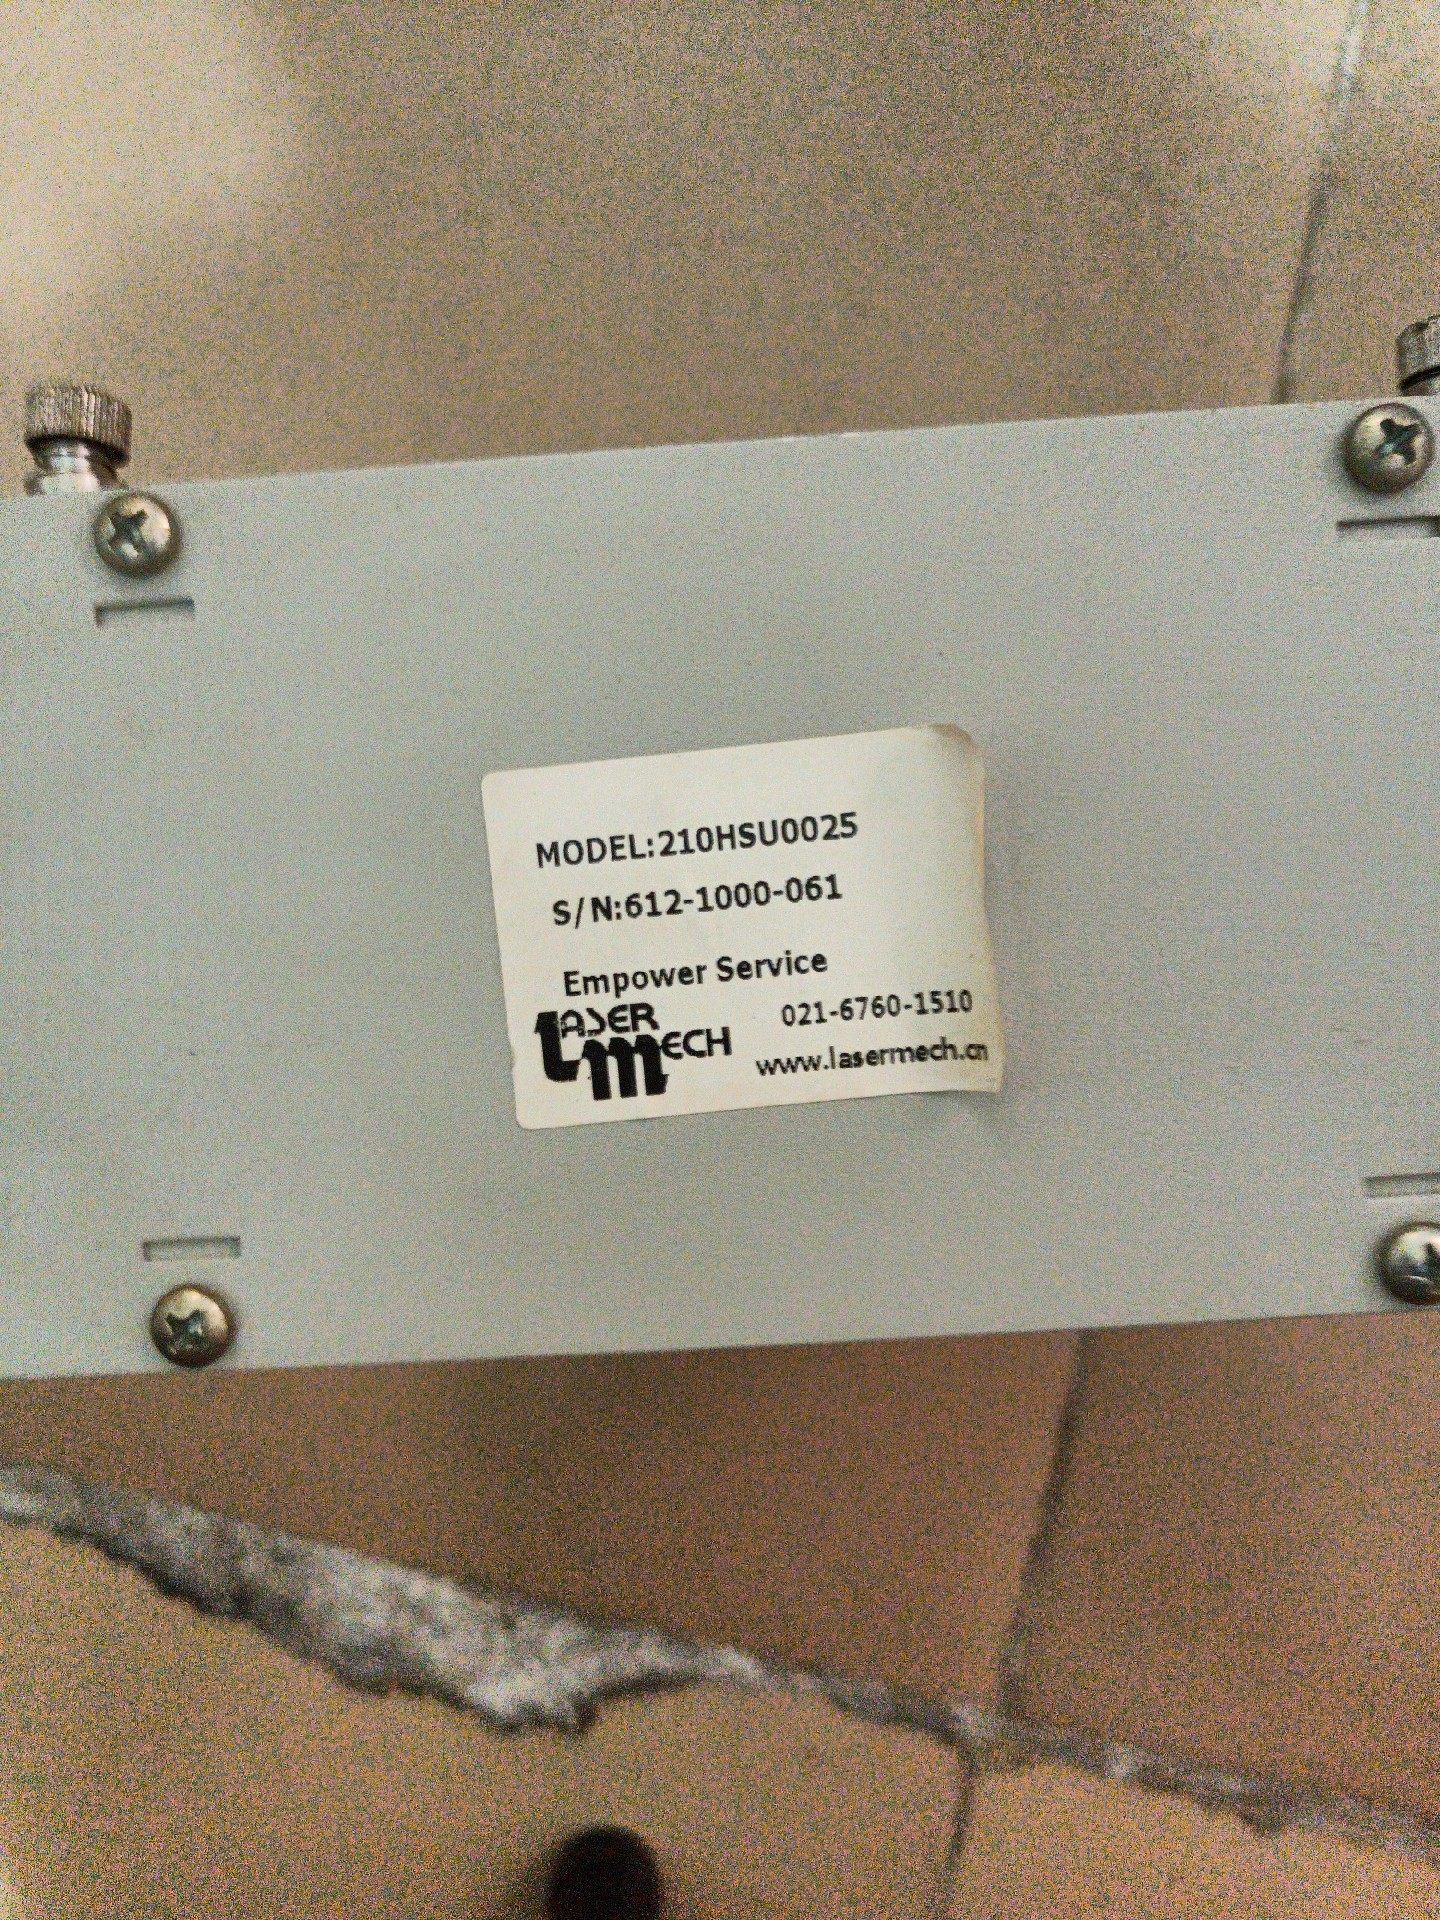 MODEL:210HSU0025
S/N:612-1000-061
Empower Service
LASER
MECH
021-6760-1510
www.lasermech.cn